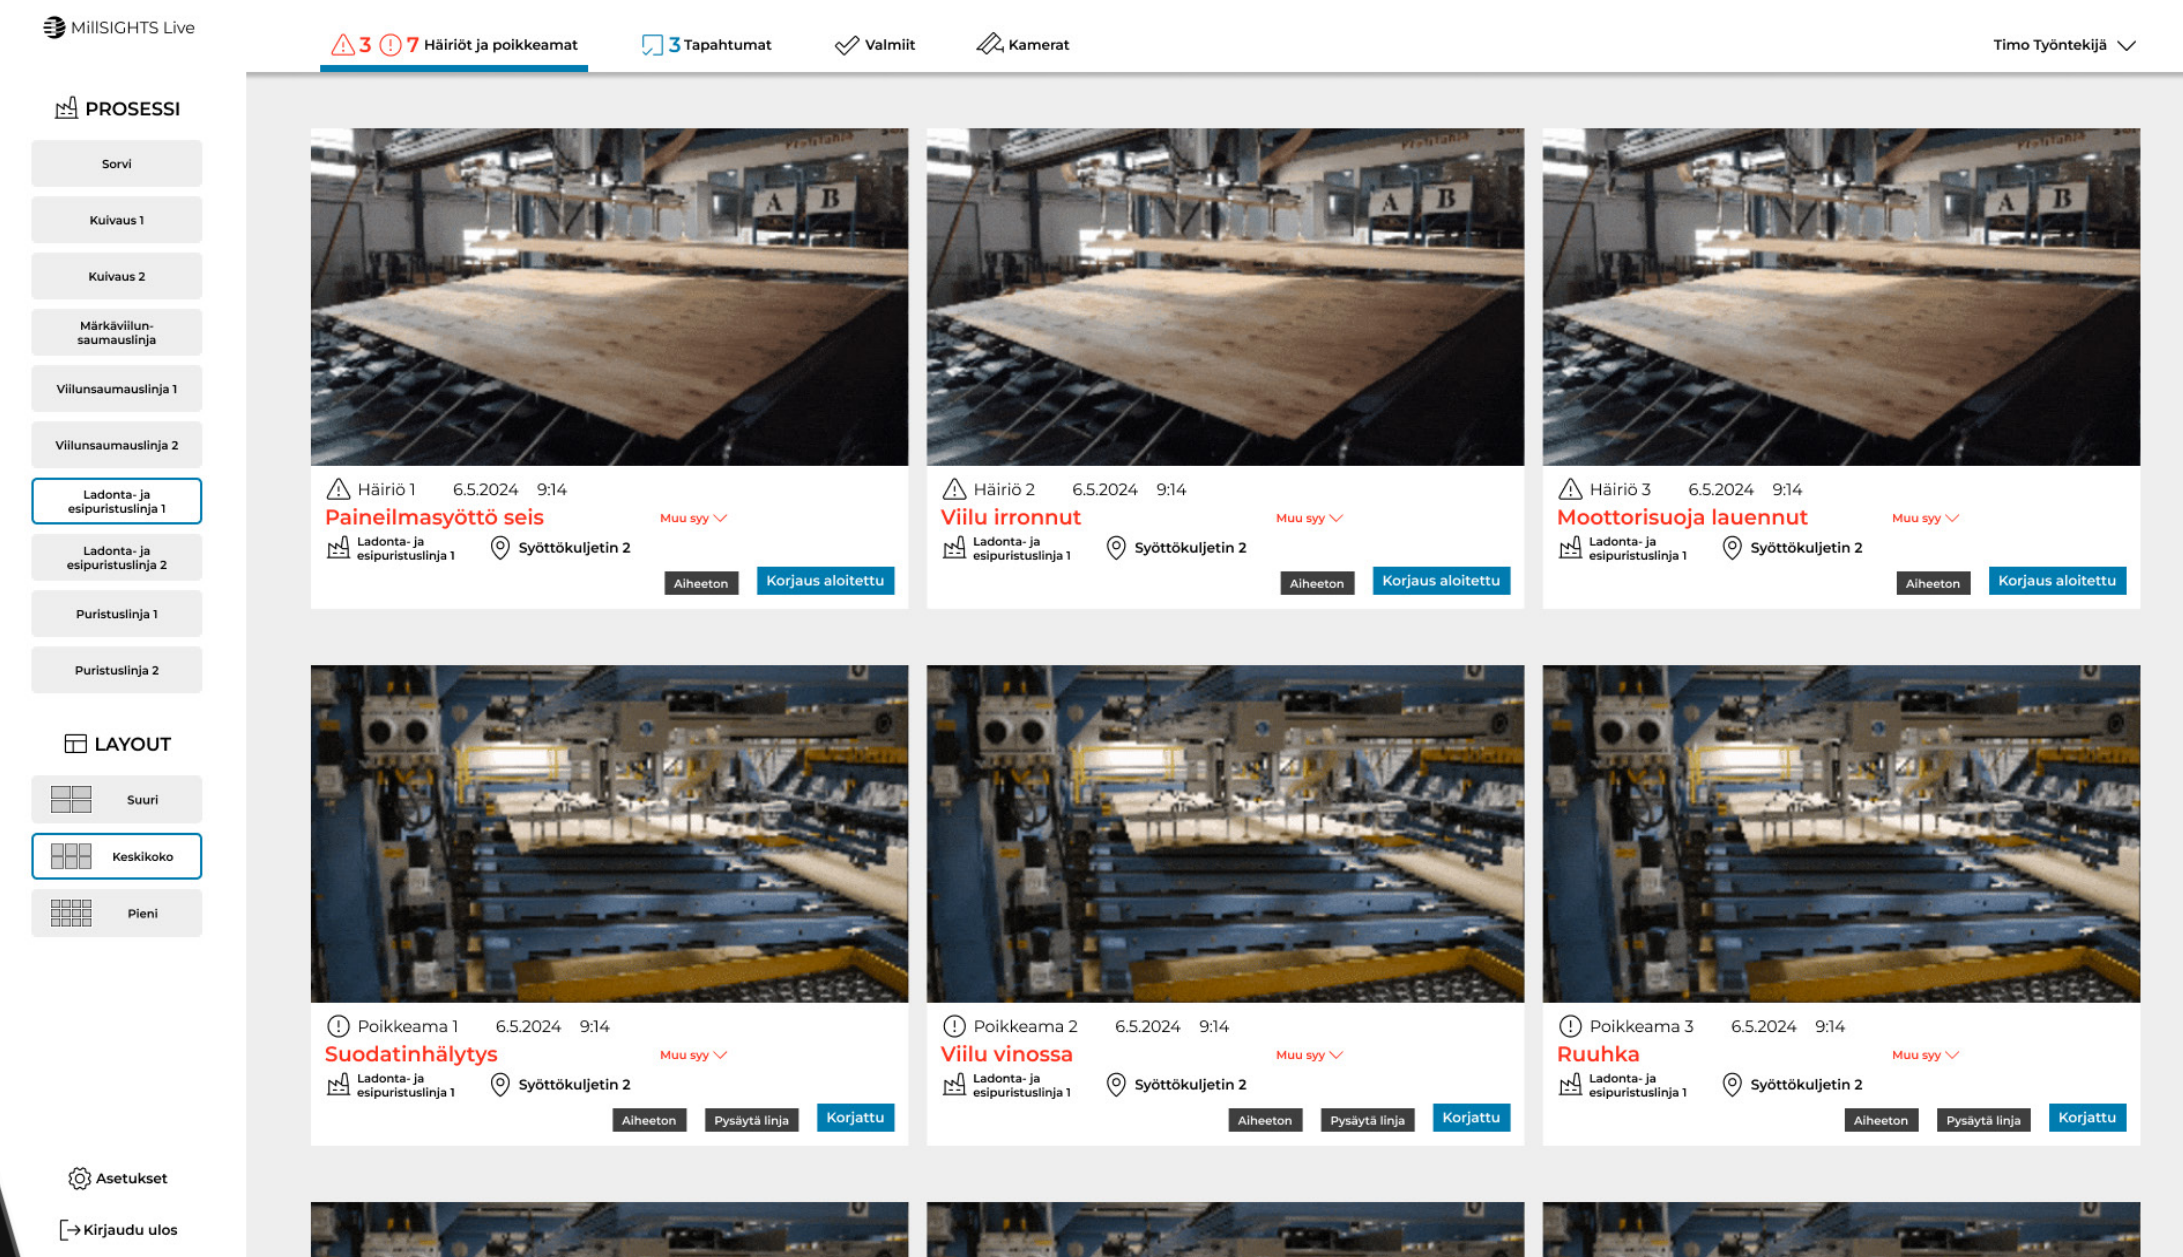 MillSIGHTS Live
3 7 Häiriöt ja poikkeamat
3 Tapahtumat
Valmiit
Kamerat
Timo Työntekijä
PROSESSI
Sorvi
Kuivaus 1
Kuivaus 2
Märkäviilun-
saumauslinja
Viilunsaumauslinja 1
Viilunsaumauslinja 2
Ladonta- ja
esipuristuslinja 1
Ladonta- ja
esipuristuslinja 2
Puristuslinja 1
Puristuslinja 2
LAYOUT
Suuri
Keskikoko
Pieni
Asetukset
Kirjaudu ulos
A B
Häiriö 1 6.5.2024 9:14
Paineilmasyöttö seis Muu syy
Ladonta- ja
esipuristuslinja 1
Syöttökuljetin 2
Aiheeton Korjaus aloitettu
A B
Häiriö 2 6.5.2024 9:14
Viilu irronnut Muu syy
Ladonta- ja
esipuristuslinja 1
Syöttökuljetin 2
Aiheeton Korjaus aloitettu
A B
Häiriö 3 6.5.2024 9:14
Moottorisuoja lauennut Muu syy
Ladonta- ja
esipuristuslinja 1
Syöttökuljetin 2
Aiheeton Korjaus aloitettu
Poikkeama 1 6.5.2024 9:14
Suodatinhälytys Muu syy
Ladonta- ja
esipuristuslinja 1
Syöttökuljetin 2
Aiheeton Pysäytä linja Korjattu
Poikkeama 2 6.5.2024 9:14
Viilu vinossa Muu syy
Ladonta- ja
esipuristuslinja 1
Syöttökuljetin 2
Aiheeton Pysäytä linja Korjattu
Poikkeama 3 6.5.2024 9:14
Ruuhka Muu syy
Ladonta- ja
esipuristuslinja 1
Syöttökuljetin 2
Aiheeton Pysäytä linja Korjattu